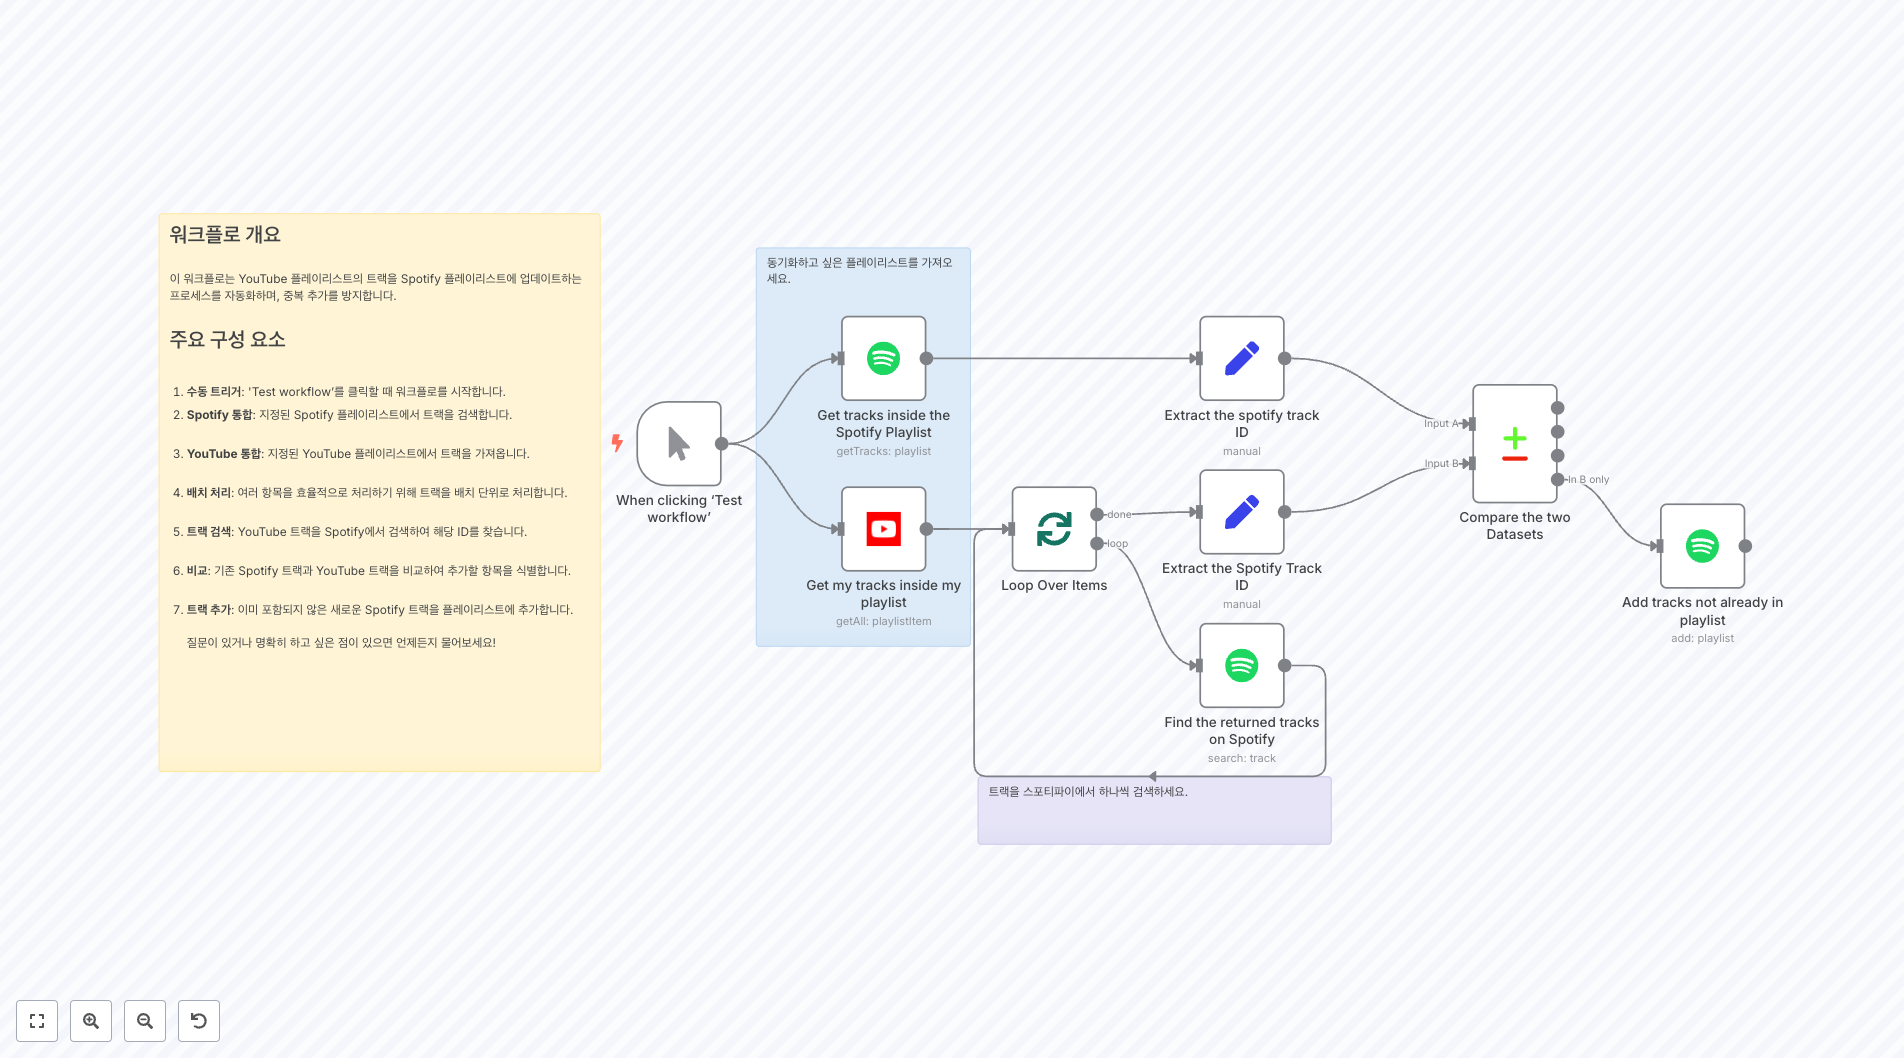 워크플로 개요
이 워크플로는 YouTube 플레이리스트의 트랙을 Spotify 플레이리스트에 업데이트하는
프로세스를 자동화하며, 중복 추가를 방지합니다.
주요 구성 요소
1. 수동 트리거: 'Test workflow'를 클릭할 때 워크플로를 시작합니다.
2. Spotify 통합: 지정된 Spotify 플레이리스트에서 트랙을 검색합니다.
3. YouTube 통합: 지정된 YouTube 플레이리스트에서 트랙을 가져옵니다.
4. 배치 처리: 여러 항목을 효율적으로 처리하기 위해 트랙을 배치 단위로 처리합니다.
5. 트랙 검색: YouTube 트랙을 Spotify에서 검색하여 해당 ID를 찾습니다.
6. 비교: 기존 Spotify 트랙과 YouTube 트랙을 비교하여 추가할 항목을 식별합니다.
7. 트랙 추가: 이미 포함되지 않은 새로운 Spotify 트랙을 플레이리스트에 추가합니다.
질문이 있거나 명확히 하고 싶은 점이 있으면 언제든지 물어보세요!
When clicking ‘Test
workflow’
동기화하고 싶은 플레이리스트를 가져오
세요.
Get tracks inside the
Spotify Playlist
getTracks: playlist
Get my tracks inside my
playlist
getAll: playlistItem
Loop Over Items
done
loop
Extract the spotify track
ID
manual
Extract the Spotify Track
ID
manual
Find the returned tracks
on Spotify
search: track
트랙을 스포티파이에서 하나씩 검색하세요.
Input A
Input B
In B only
Compare the two
Datasets
Add tracks not already in
playlist
add: playlist